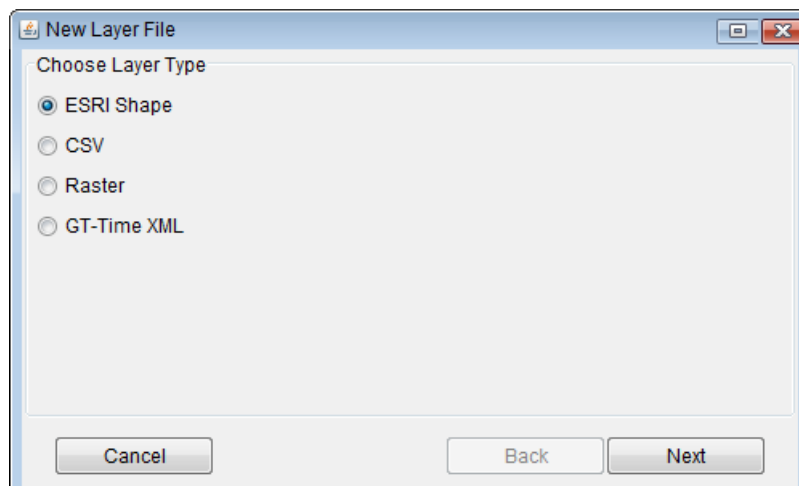 New Layer File
Choose Layer Type
ESRI Shape
CSV
Raster
GT-Time XML
Cancel Back Next